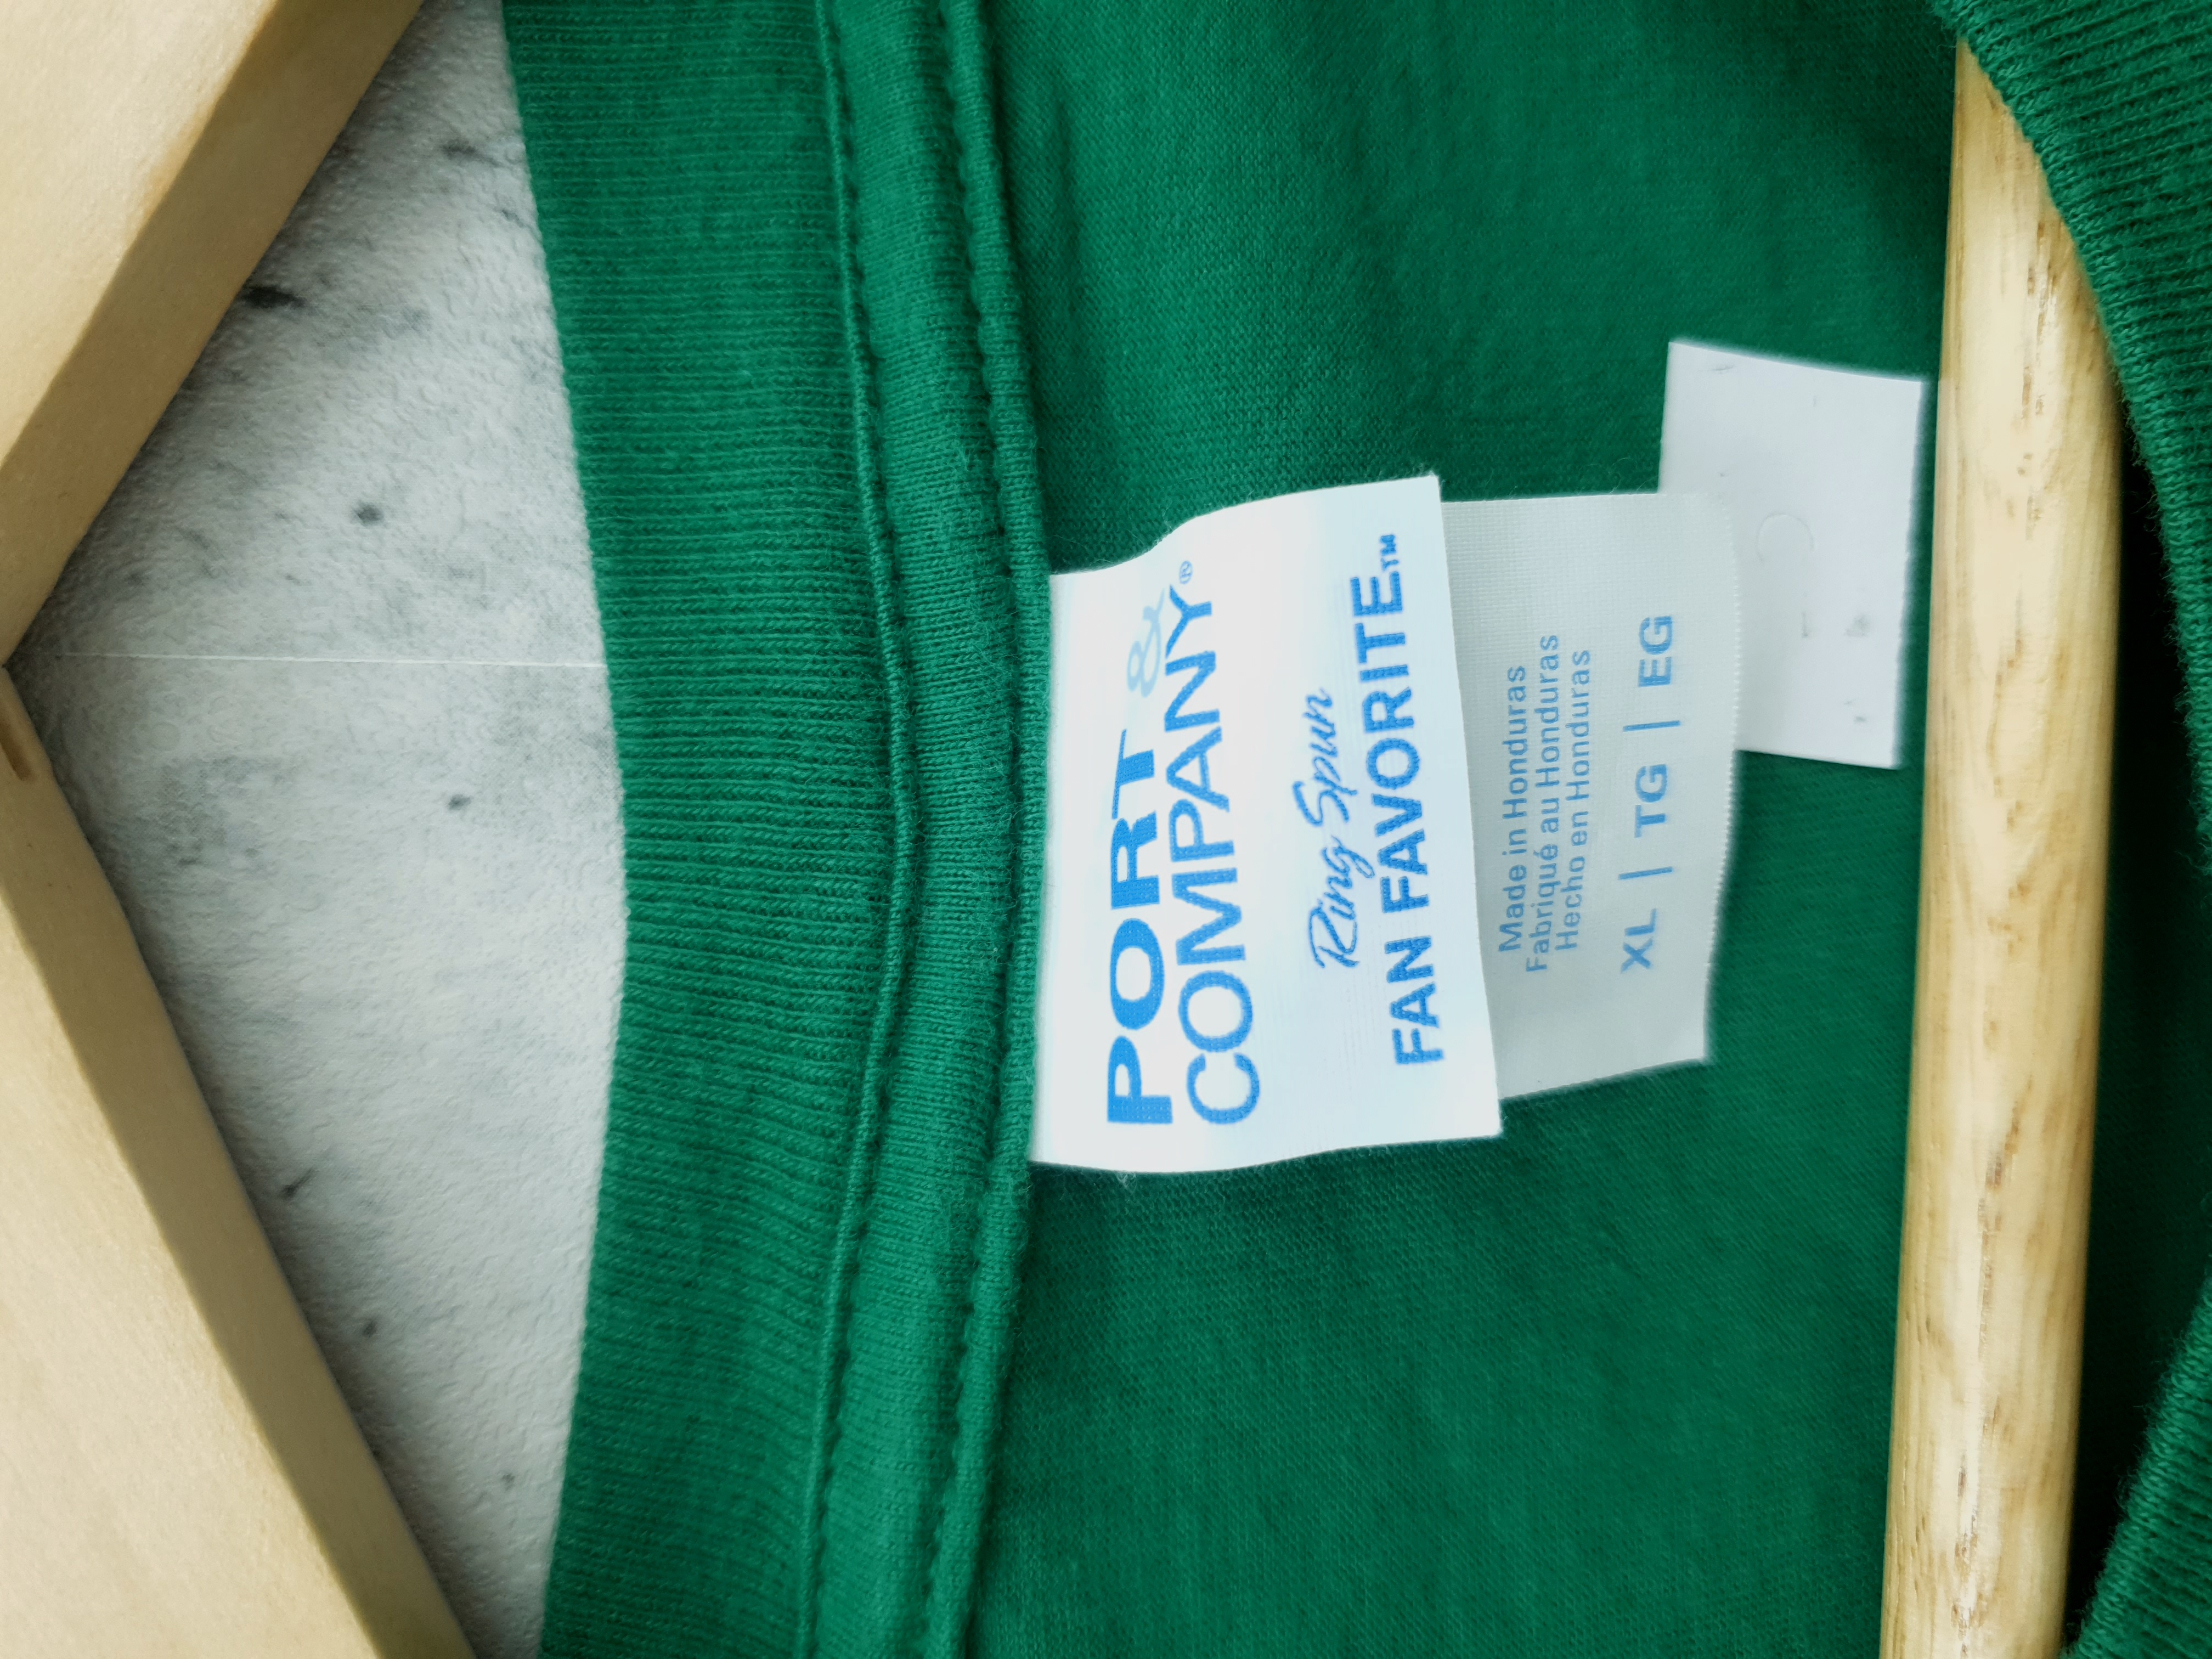 PORT &
COMPANY®
Ring Spun
FAN FAVORITE™
Made in Honduras
Fabriqué au Honduras
Hecho en Honduras
XL | TG | EG